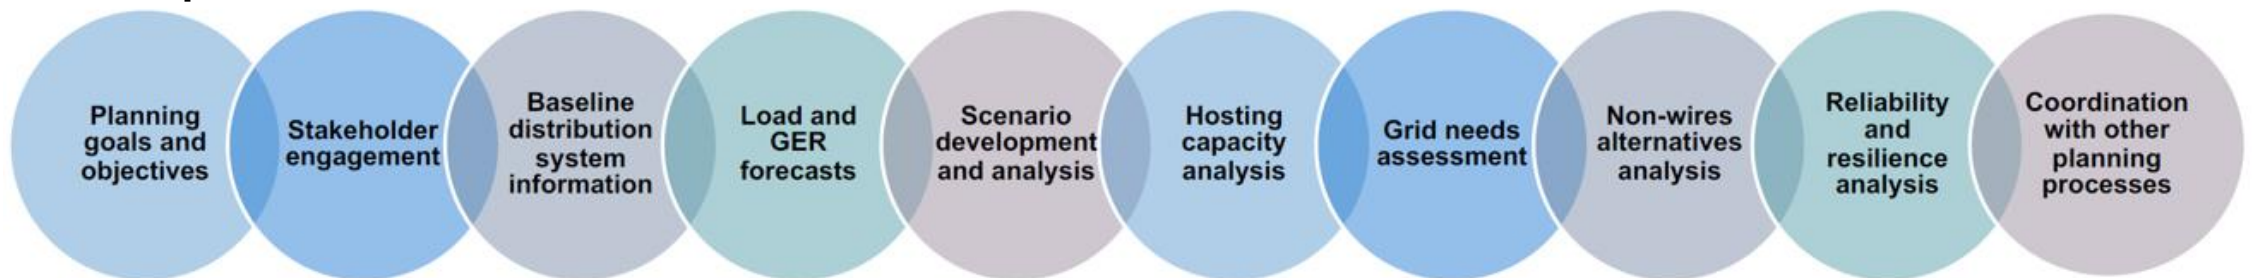 Planning
goals and
objectives
Stakeholder
engagement
Baseline
distribution
system
information
Load and
GER
forecasts
Scenario
development
and analysis
Hosting
capacity
analysis
Grid needs
assessment
Non-wires
alternatives
analysis
Reliability
and
resilience
analysis
Coordination
with other
planning
processes